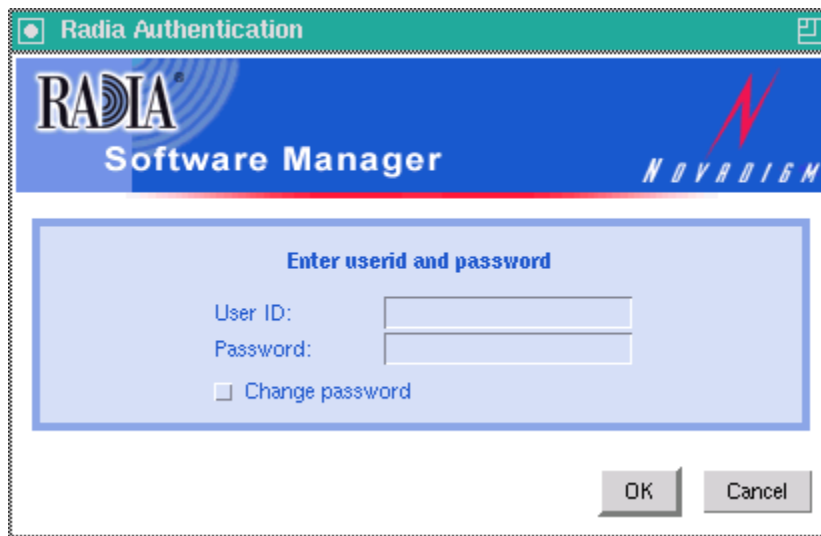 Radia Authentication
RADIA®
Software Manager
NOVADIGM
Enter userid and password
User ID:
Password:
Change password
OK Cancel